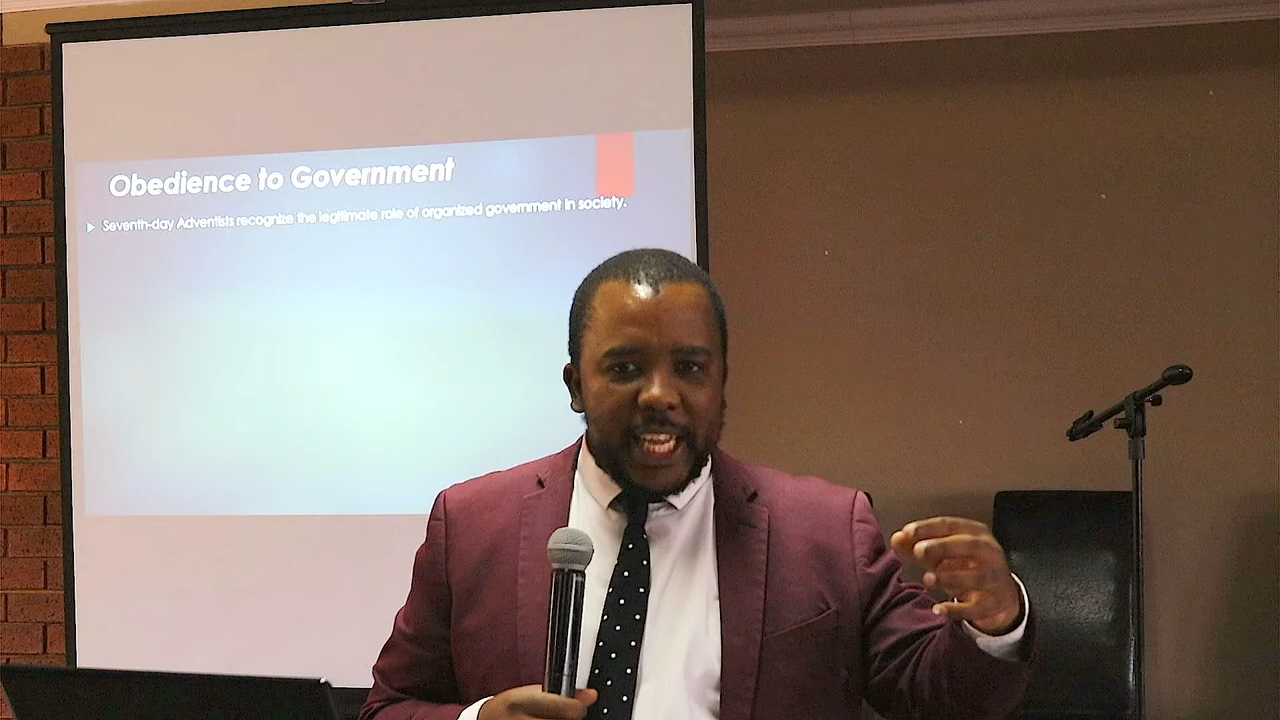 Obedience to Government
Seventh-day Adventists recognize the legitimate role of organized government in society.